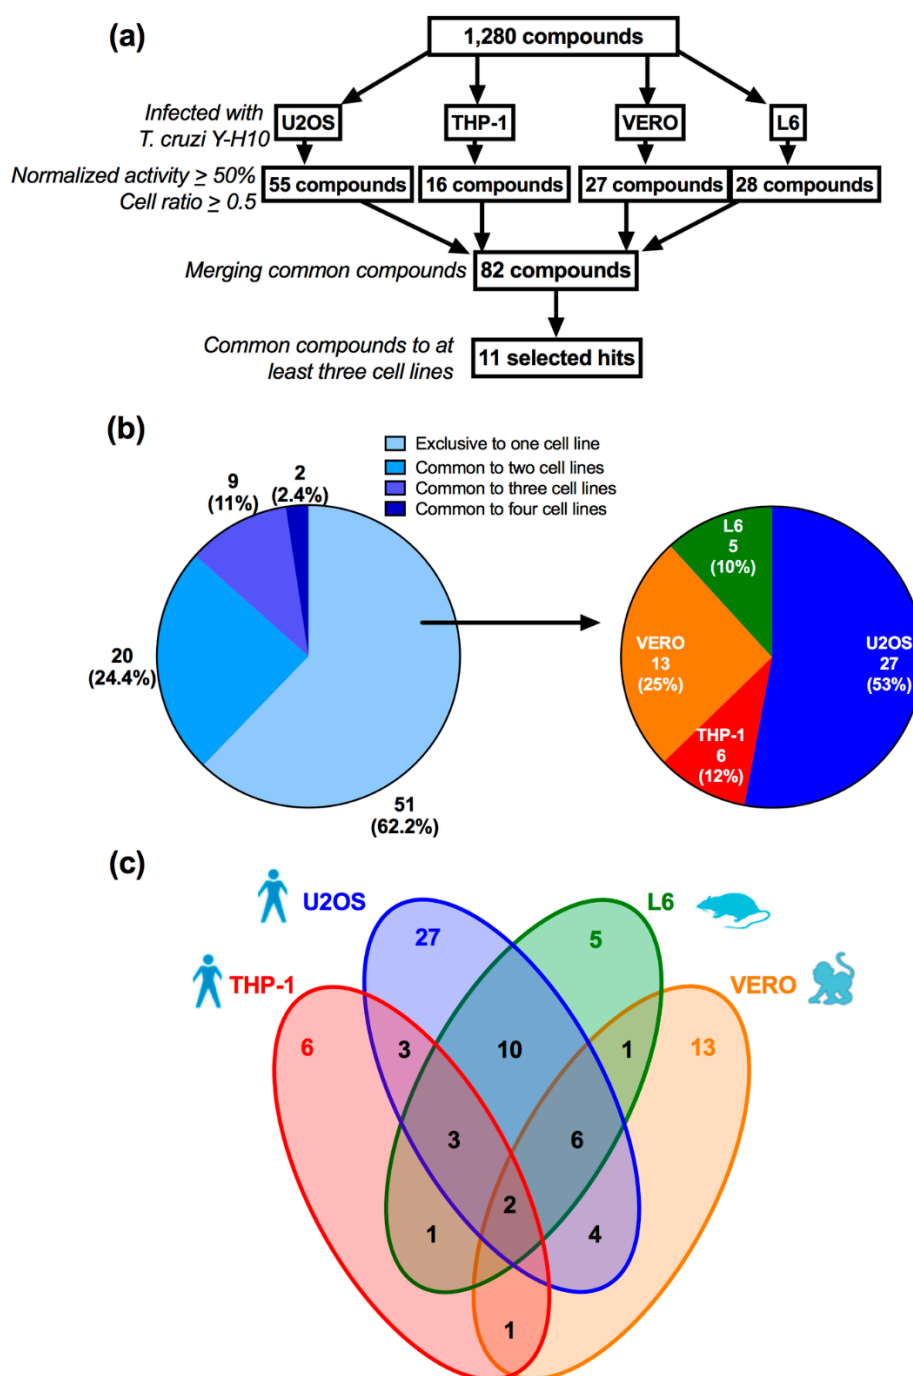 (a)
1,280 compounds
Infected with
T. cruzi Y-H10
U2OS
THP-1
VERO
L6
Normalized activity ≥ 50%
Cell ratio ≥ 0.5
55 compounds
16 compounds
27 compounds
28 compounds
Merging common compounds
82 compounds
Common compounds to at
least three cell lines
11 selected hits
(b)
Exclusive to one cell line
Common to two cell lines
Common to three cell lines
Common to four cell lines
9
(11%)
2
(2.4%)
20
(24.4%)
51
(62.2%)
L6
5
(10%)
VERO
13
(25%)
U2OS
27
(53%)
THP-1
6
(12%)
(c)
U2OS
L6
THP-1
VERO
27
5
6
3
10
1
13
3
6
2
1
4
1